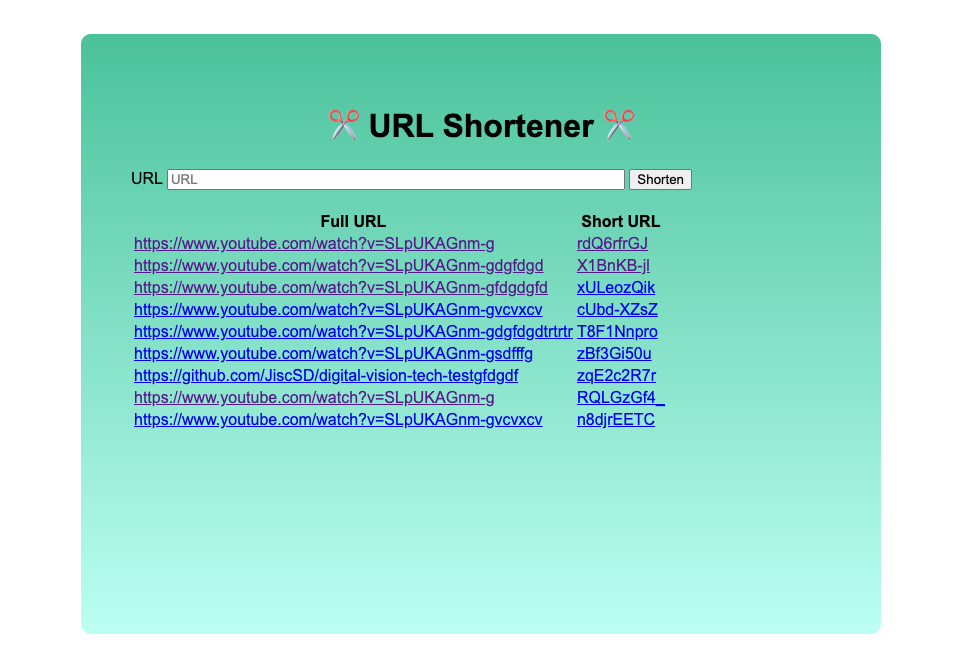 ✂️ URL Shortener ✂️
URL URL Shorten
Full URL Short URL
https://www.youtube.com/watch?v=SLpUKAGnm-g rdQ6rfrGJ
https://www.youtube.com/watch?v=SLpUKAGnm-gdgfdgd X1BnKB-jl
https://www.youtube.com/watch?v=SLpUKAGnm-gfdgdgfd xULeozQik
https://www.youtube.com/watch?v=SLpUKAGnm-gvcvxcv cUbd-XZsZ
https://www.youtube.com/watch?v=SLpUKAGnm-gdgfdgdtrtrtr T8F1Nnpro
https://www.youtube.com/watch?v=SLpUKAGnm-gsdfffg zBf3Gi50u
https://github.com/JiscSD/digital-vision-tech-testgfdgdf zqE2c2R7r
https://www.youtube.com/watch?v=SLpUKAGnm-g RQLGzGf4_
https://www.youtube.com/watch?v=SLpUKAGnm-gvcvxcv n8djrEETC